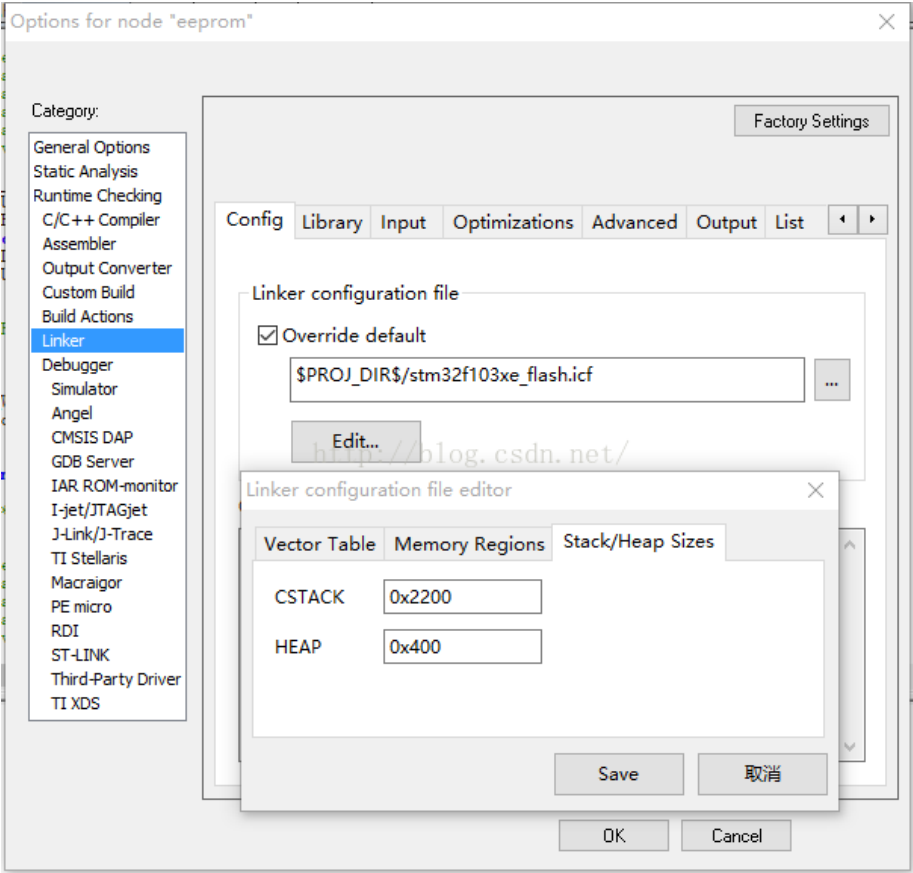 Options for node "eeprom"
Category:
Factory Settings
General Options
Static Analysis
Runtime Checking
C/C++ Compiler
Assembler
Output Converter
Custom Build
Build Actions
Linker
Debugger
Simulator
Angel
CMSIS DAP
GDB Server
IAR ROM-monitor
I-jet/JTAGjet
J-Link/J-Trace
TI Stellaris
Macraigor
PE micro
RDI
ST-LINK
Third-Party Driver
TI XDS
Config Library Input Optimizations Advanced Output List
Linker configuration file
Override default
$PROJ_DIR$/stm32f103xe_flash.icf
...
Edit...
http://blog.csdn.net/
Linker configuration file editor
Vector Table Memory Regions Stack/Heap Sizes
CSTACK 0x2200
HEAP 0x400
Save 取消
OK Cancel